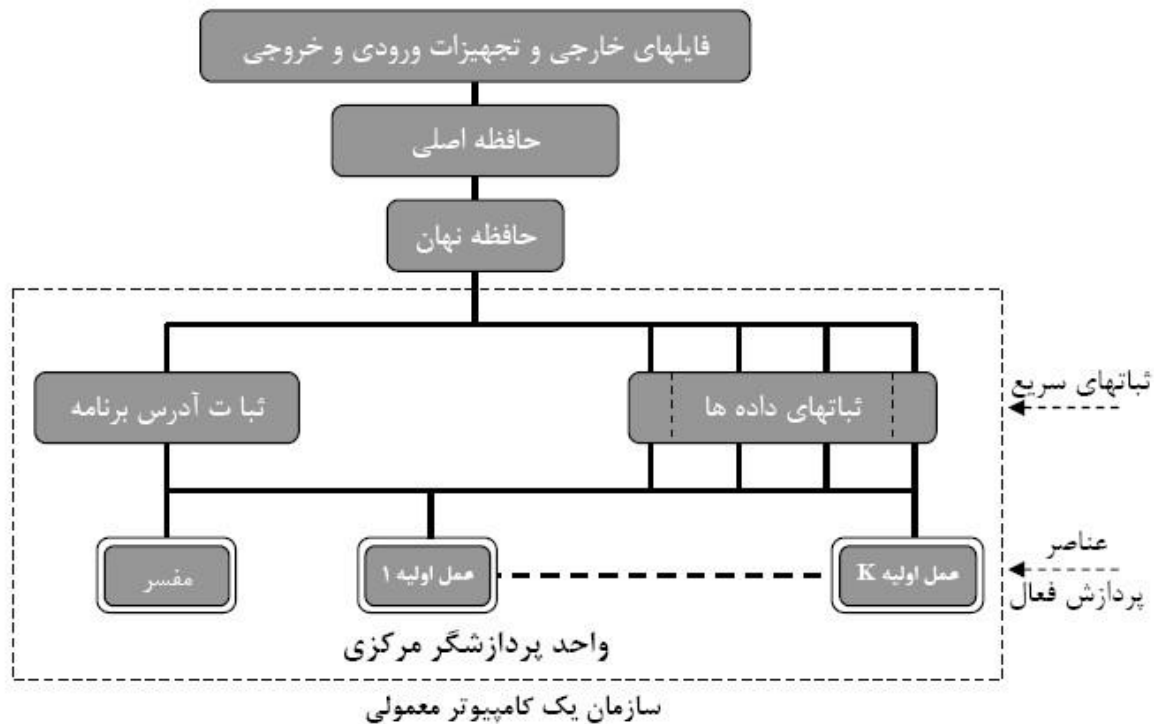 فایلهای خارجی و تجهیزات ورودی و خروجی
حافظه اصلی
حافظه نهان
ثبا ت آدرس برنامه
ثباتهای داده ها
ثباتهای سریع
مفسر
عمل اولیه ۱
عمل اولیه K
عناصر
پردازش فعال
واحد پردازشگر مرکزی
سازمان یک کامپیوتر معمولی